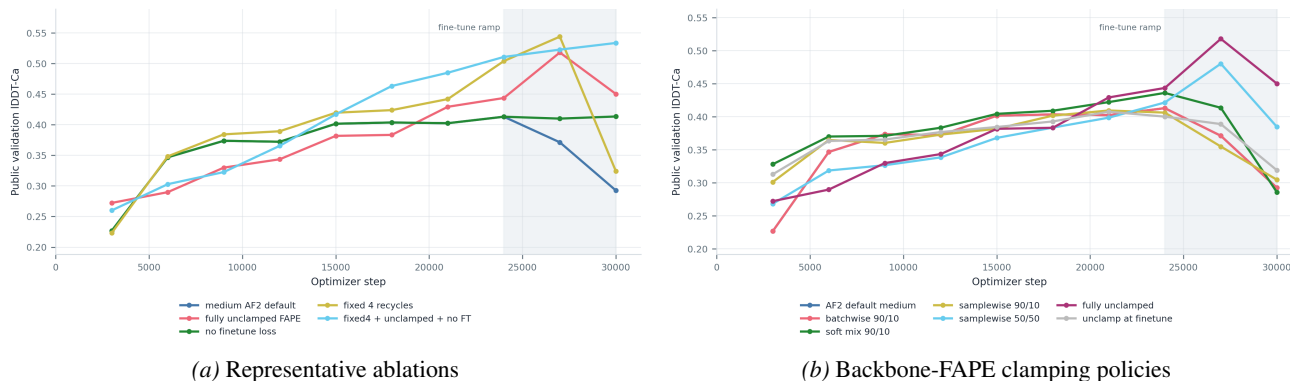 fine-tune ramp
0.55
0.50
0.45
0.40
0.35
0.30
0.25
0.20
Public validation lDDT-Ca
0 5000 10000 15000 20000 25000 30000
Optimizer step
medium AF2 default
fully unclamped FAPE
no finetune loss
fixed 4 recycles
fixed4 + unclamped + no FT
(a) Representative ablations
fine-tune ramp
0.55
0.50
0.45
0.40
0.35
0.30
0.25
0.20
Public validation lDDT-Ca
0 5000 10000 15000 20000 25000 30000
Optimizer step
AF2 default medium
batchwise 90/10
soft mix 90/10
samplewise 90/10
samplewise 50/50
fully unclamped
unclamp at finetune
(b) Backbone-FAPE clamping policies